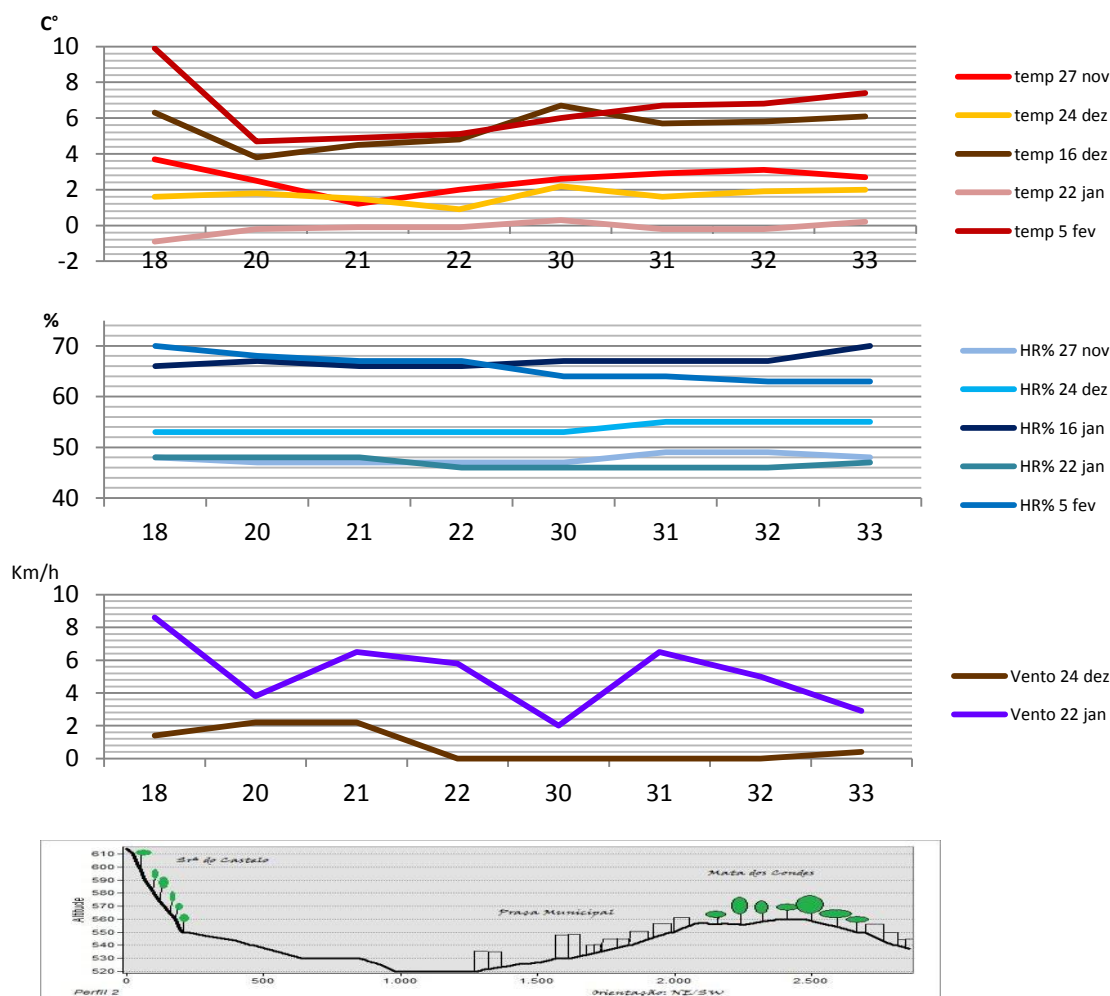 C°
10
8
6
4
2
0
-2
18 20 21 22 30 31 32 33
temp 27 nov
temp 24 dez
temp 16 dez
temp 22 jan
temp 5 fev
%
70
60
50
40
18 20 21 22 30 31 32 33
HR% 27 nov
HR% 24 dez
HR% 16 jan
HR% 22 jan
HR% 5 fev
Km/h
10
8
6
4
2
0
18 20 21 22 30 31 32 33
Vento 24 dez
Vento 22 jan
Altitude
610
600
590
580
570
560
550
540
530
520
Srª do Castelo
Praça Municipal
Mata dos Condes
0 500 1.000 1.500 2.000 2.500
Perfil 2
Orientação: NE/SW